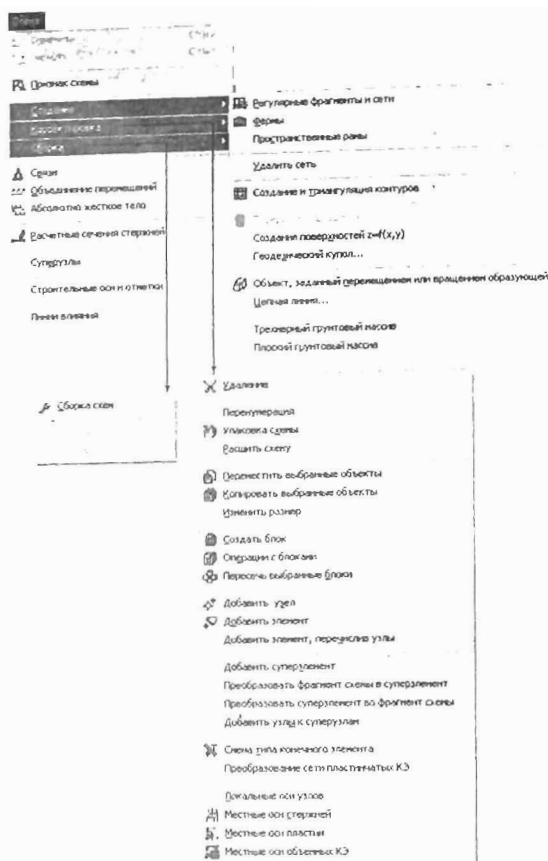 Схема
Отменить
Признак схемы
Создание
Корректировка
Сборка
Связи
Объединение перемещений
Абсолютно жесткое тело
Расчетные сечения стержней
Суперузлы
Строительные оси и отметки
Линии влияния
Регулярные фрагменты и сети
Фермы
Пространственные рамы
Удалить сеть
Создание и триангуляция контуров
Создание поверхностей z=f(x,y)
Геодезический купол...
Объект, заданный перемещением или вращением образующей
Цепная линия...
Трехмерный грунтовый массив
Плоский грунтовый массив
Сборка схем
Удаление
Перенумерация
Упаковка схемы
Расшить схему
Переместить выбранные объекты
Копировать выбранные объекты
Изменить размер
Создать блок
Операции с блоками
Пересечь выбранные блоки
Добавить узел
Добавить элемент
Добавить элемент, перечислив узлы
Добавить суперэлемент
Преобразовать фрагмент схемы в суперэлемент
Преобразовать суперэлемент во фрагмент схемы
Добавить узлы к суперузлам
Смена типа конечного элемента
Преобразование сети пластинчатых КЭ
Локальные оси узлов
Местные оси стержней
Местные оси пластин
Местные оси объемных КЭ